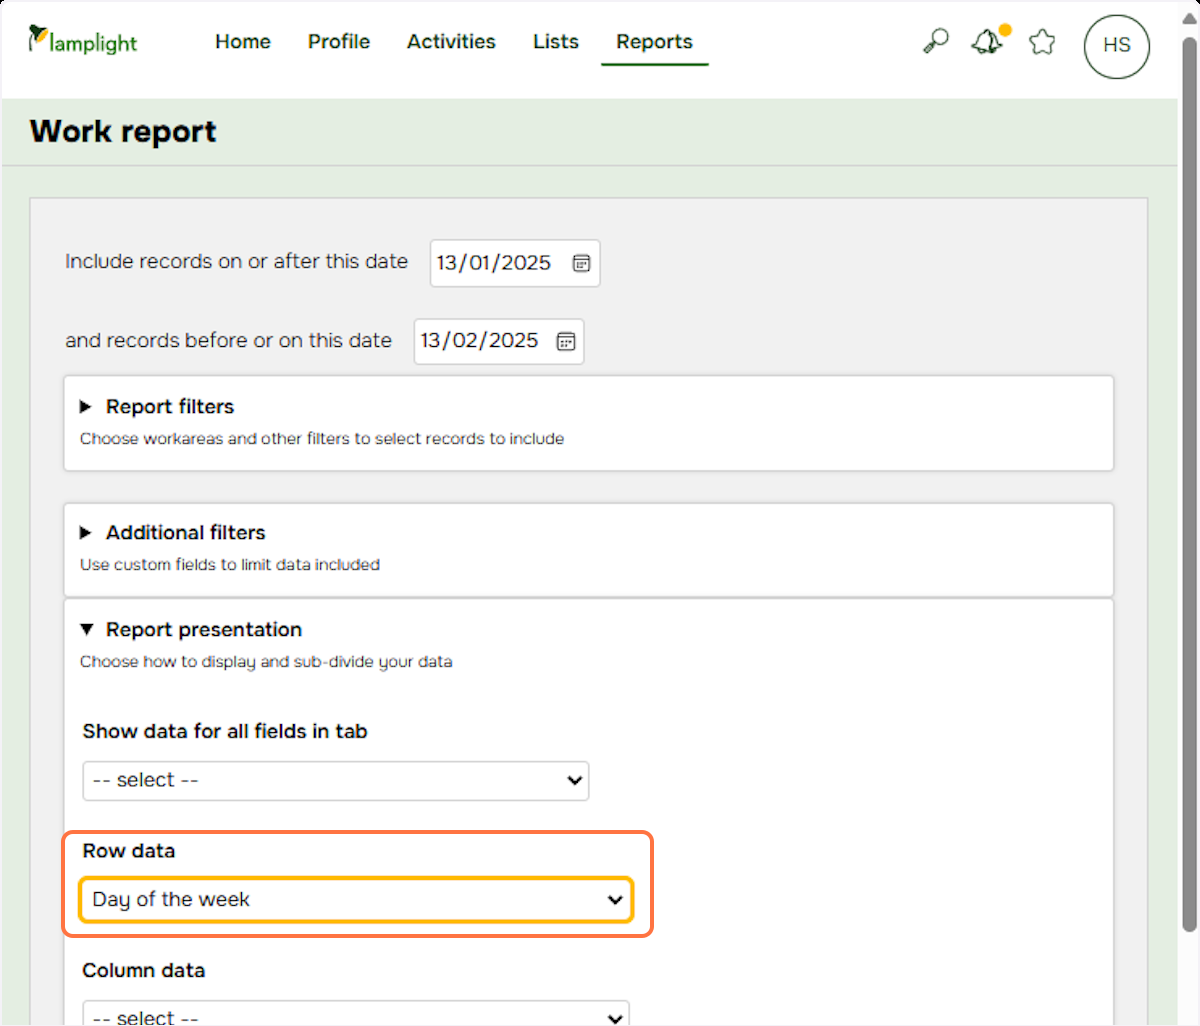 lamplight
Home Profile Activities Lists Reports
HS
Work report
Include records on or after this date 13/01/2025
and records before or on this date 13/02/2025
Report filters
Choose workareas and other filters to select records to include
Additional filters
Use custom fields to limit data included
Report presentation
Choose how to display and sub-divide your data
Show data for all fields in tab
-- select --
Row data
Day of the week
Column data
-- select --